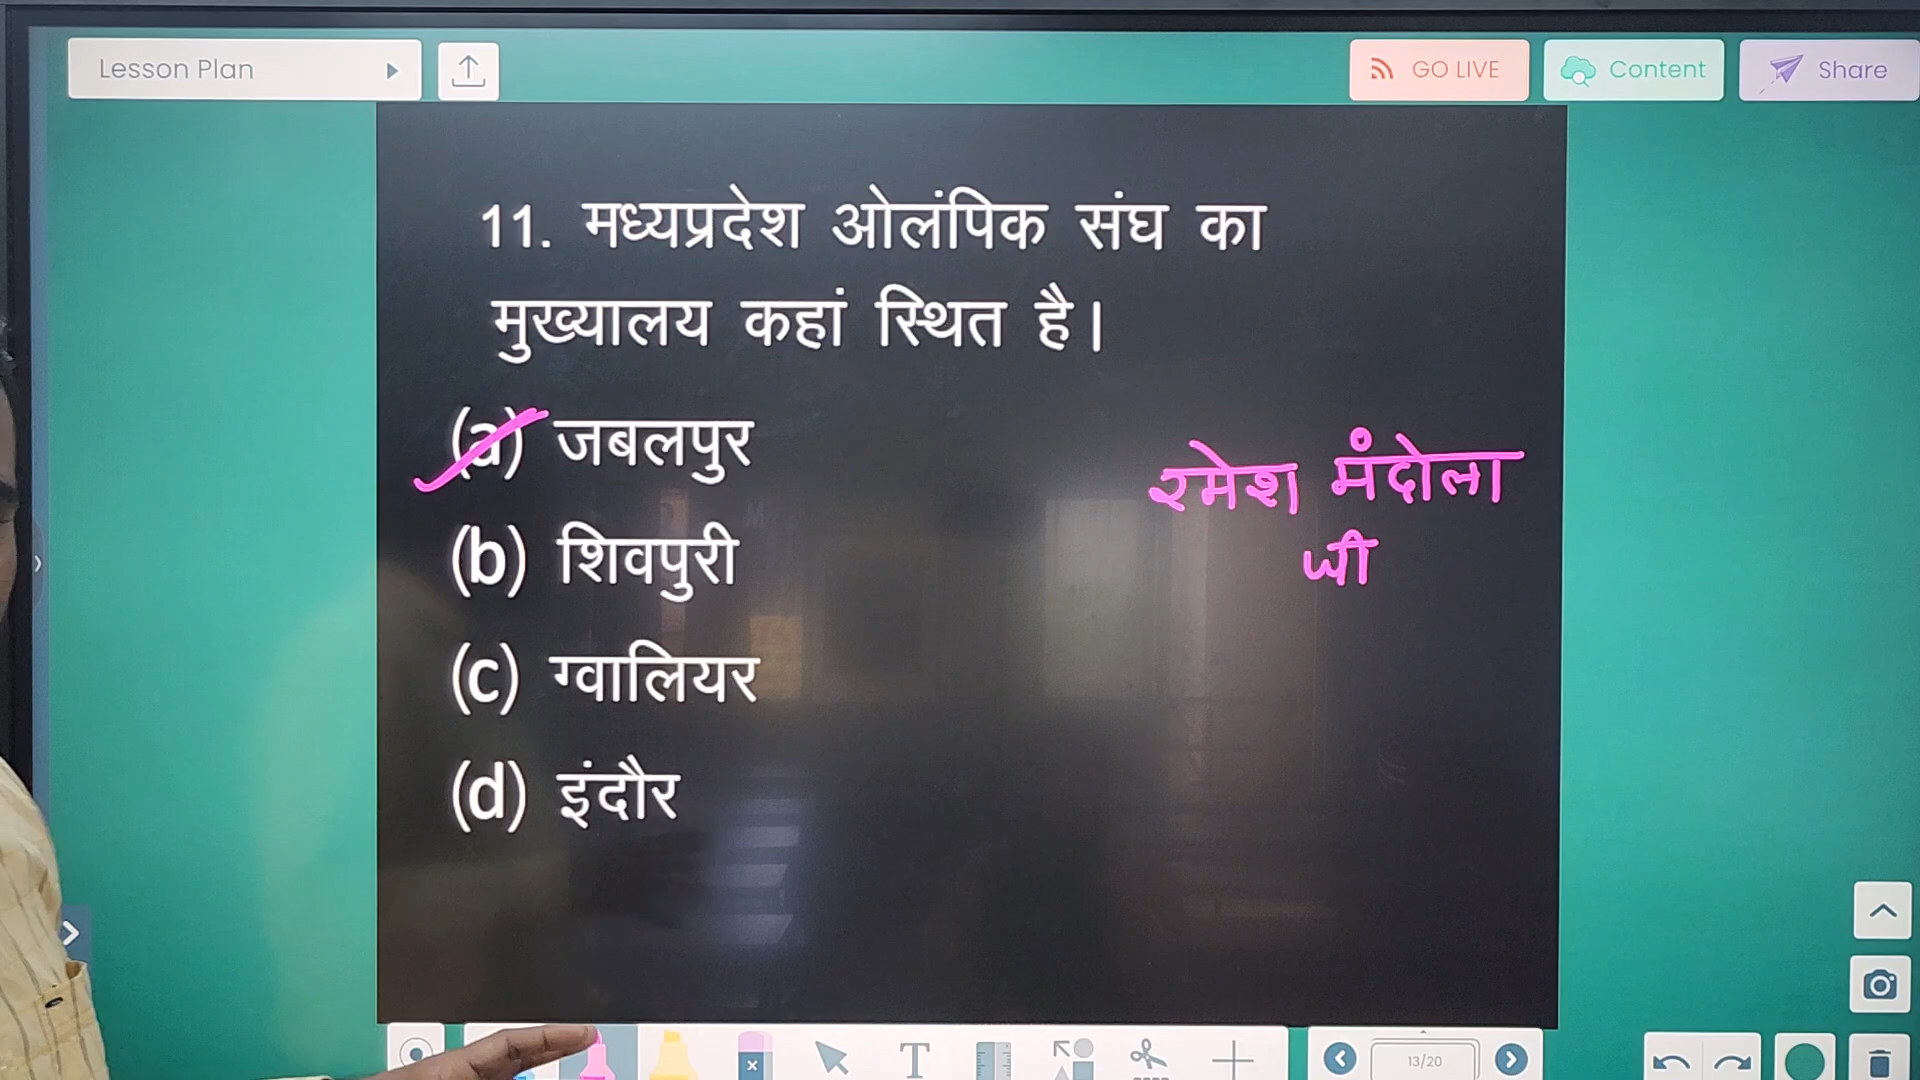 Lesson Plan
GO LIVE
Content
Share
11. मध्यप्रदेश ओलंपिक संघ का
मुख्यालय कहां स्थित है।
(a) जबलपुर
(b) शिवपुरी
(c) ग्वालियर
(d) इंदौर
रमेश मंदोला
जी
T
13/20